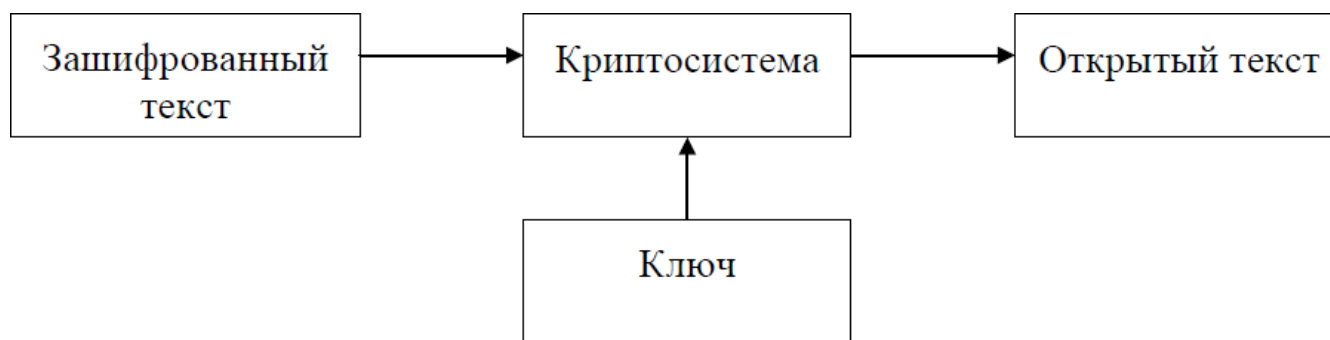 Зашифрованный
текст
Криптосистема
Открытый текст
Ключ